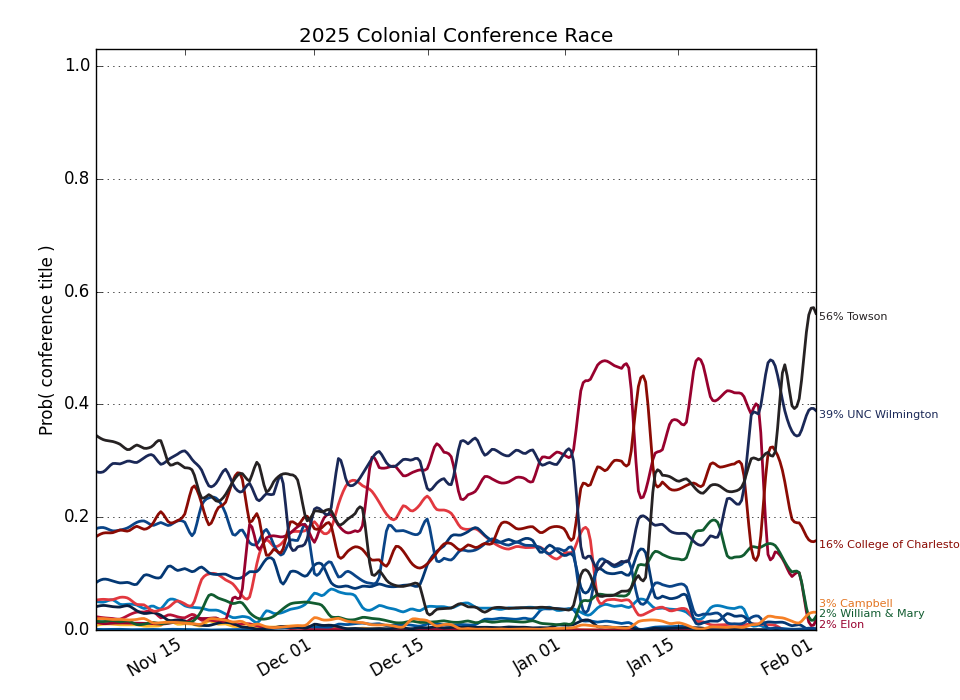 2025 Colonial Conference Race
Prob( conference title )
1.0
0.8
0.6
0.4
0.2
0.0
56% Towson
39% UNC Wilmington
16% College of Charlesto
3% Campbell
2% William & Mary
2% Elon
Nov 15
Dec 01
Dec 15
Jan 01
Jan 15
Feb 01